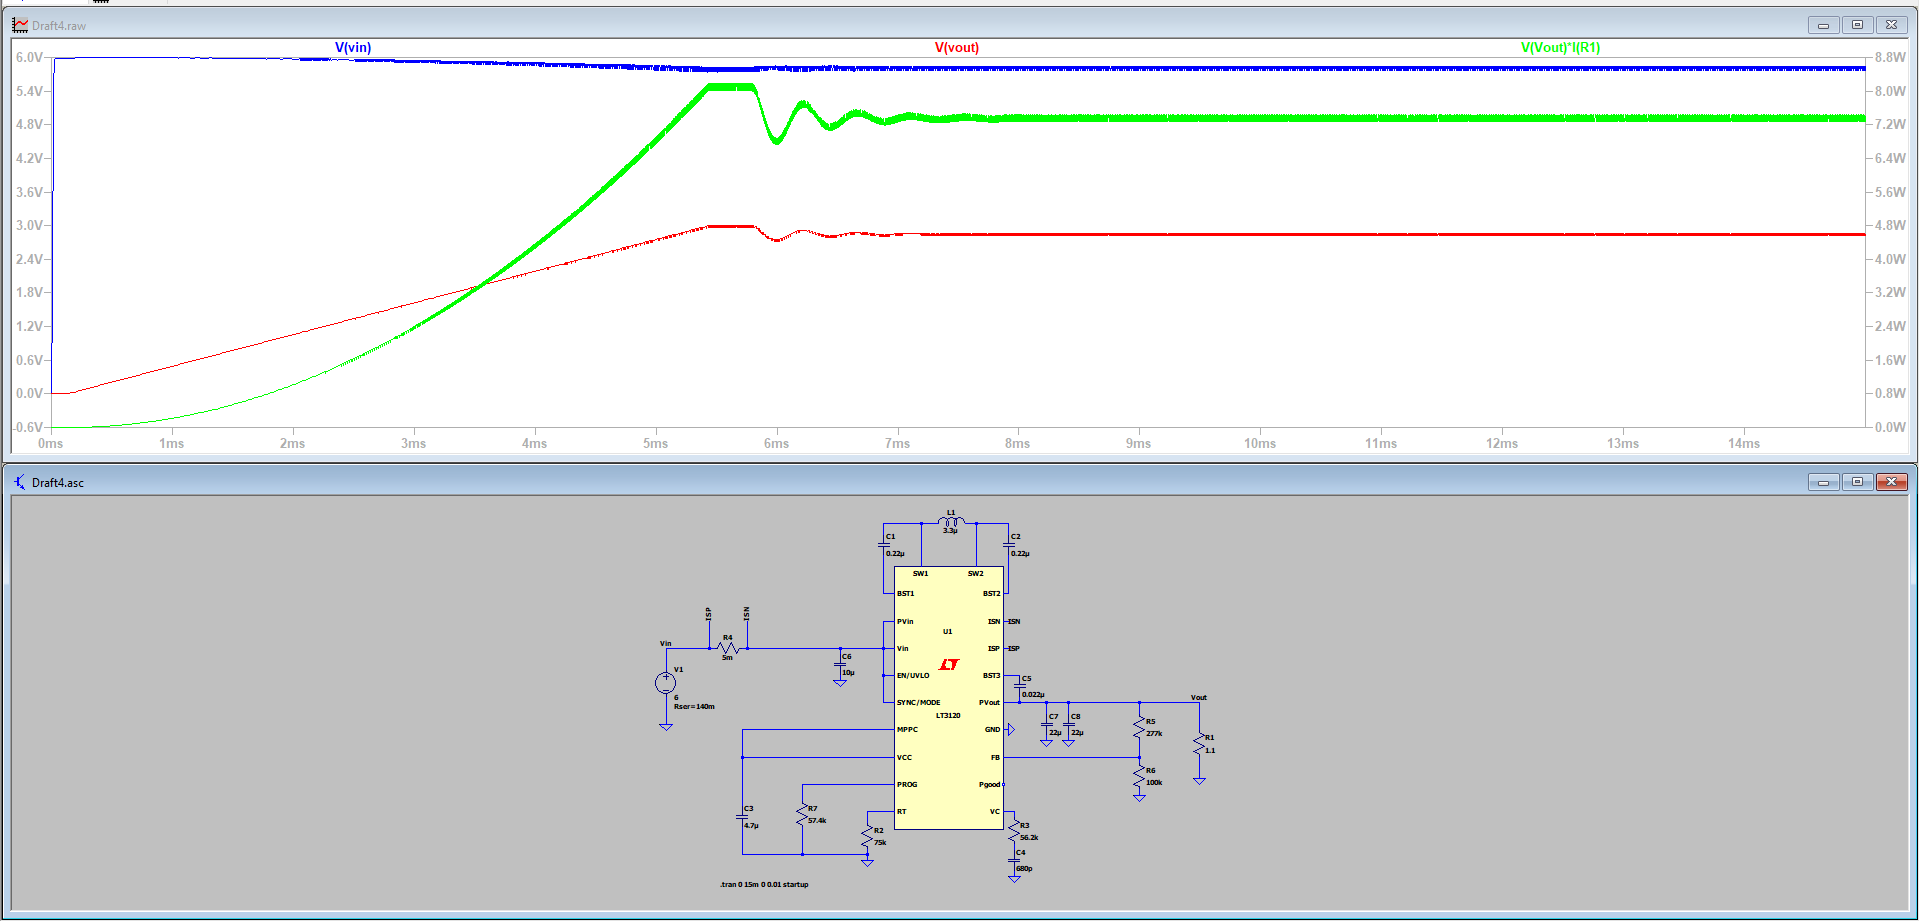 Draft4.raw
V(vin) V(vout) V(Vout)*I(R1)
6.0V 8.8W
5.4V 8.0W
4.8V 7.2W
4.2V 6.4W
3.6V 5.6W
3.0V 4.8W
2.4V 4.0W
1.8V 3.2W
1.2V 2.4W
0.6V 1.6W
0.0V 0.8W
-0.6V 0.0W
0ms 1ms 2ms 3ms 4ms 5ms 6ms 7ms 8ms 9ms 10ms 11ms 12ms 13ms 14ms
Draft4.asc
L1
3.3µ
C1 C2
0.22µ 0.22µ
SW1 SW2
BST1 BST2
ISP ISN
PVin ISN ISN
U1
Vin R4 Vin ISP ISP
5m C6
10µ
V1 EN/UVLO BST3 C5
6 0.022µ
Rser=140m SYNC/MODE PVout Vout
LT3120 C7 C8 R5
MPPC GND 22µ 22µ 277k
R1
1.1
VCC FB
R6
100k
PROG Pgood
C3 R7 RT VC
4.7µ 57.4k R2 R3
75k 56.2k
C4
680p
.tran 0 15m 0 0.01 startup